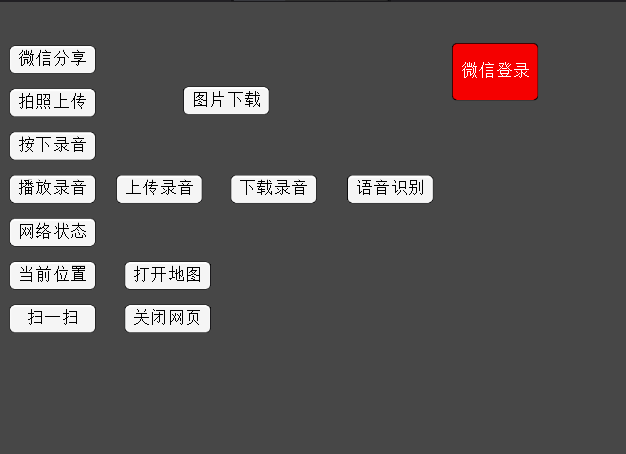 微信分享
微信登录
拍照上传
图片下载
按下录音
播放录音
上传录音
下载录音
语音识别
网络状态
当前位置
打开地图
扫一扫
关闭网页